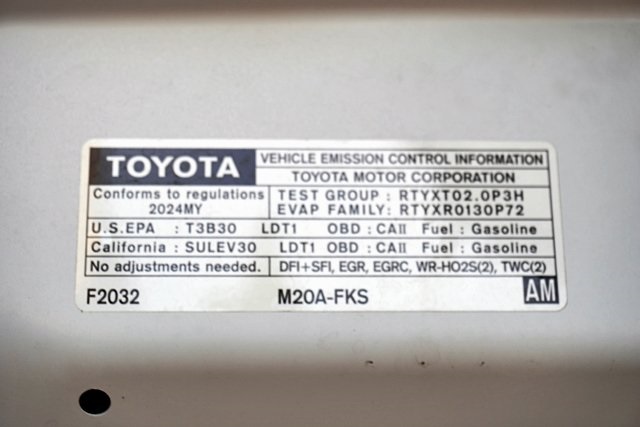 TOYOTA
VEHICLE EMISSION CONTROL INFORMATION
TOYOTA MOTOR CORPORATION
Conforms to regulations
2024MY
TEST GROUP : RTYXT02.0P3H
EVAP FAMILY: RTYXR0130P72
U.S.EPA : T3B30 LDT1 OBD : CAII Fuel : Gasoline
California : SULEV30 LDT1 OBD : CAII Fuel : Gasoline
No adjustments needed. DFI+SFI, EGR, EGRC, WR-HO2S(2), TWC(2)
F2032 M20A-FKS AM